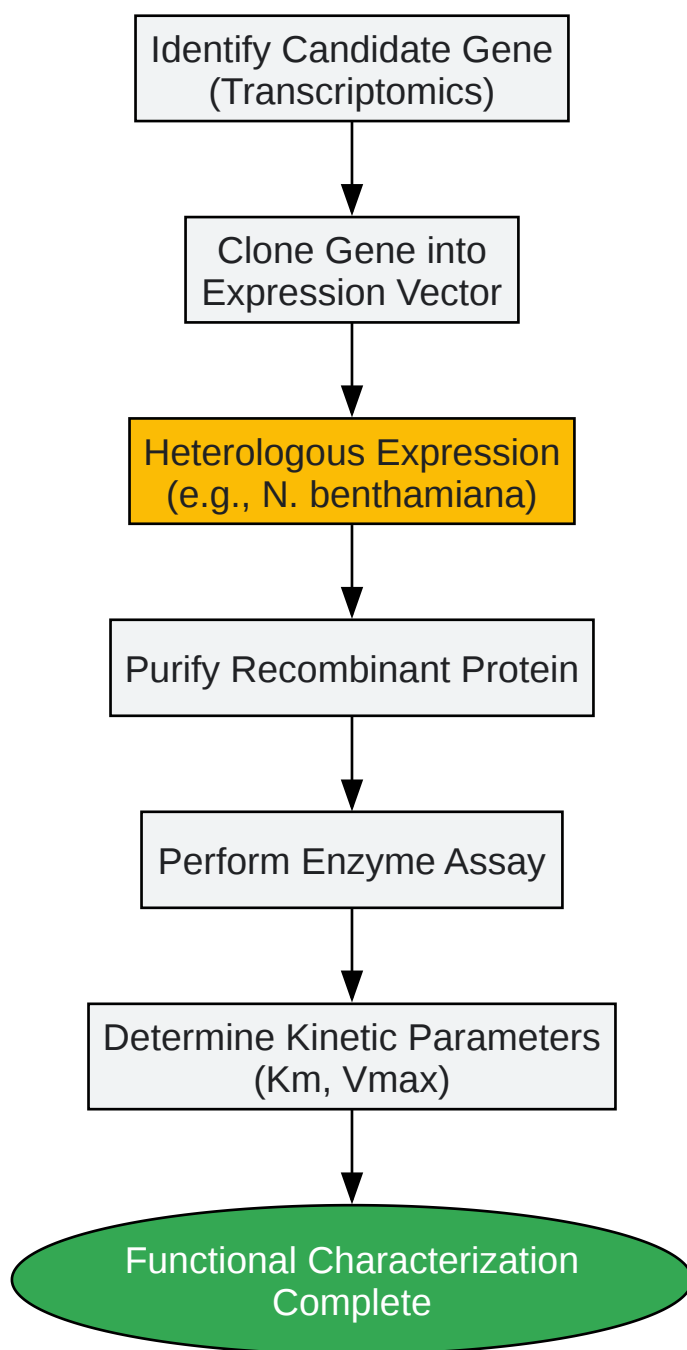 Identify Candidate Gene
(Transcriptomics)
Clone Gene into
Expression Vector
Heterologous Expression
(e.g., N. benthamiana)
Purify Recombinant Protein
Perform Enzyme Assay
Determine Kinetic Parameters
(Km, Vmax)
Functional Characterization
Complete